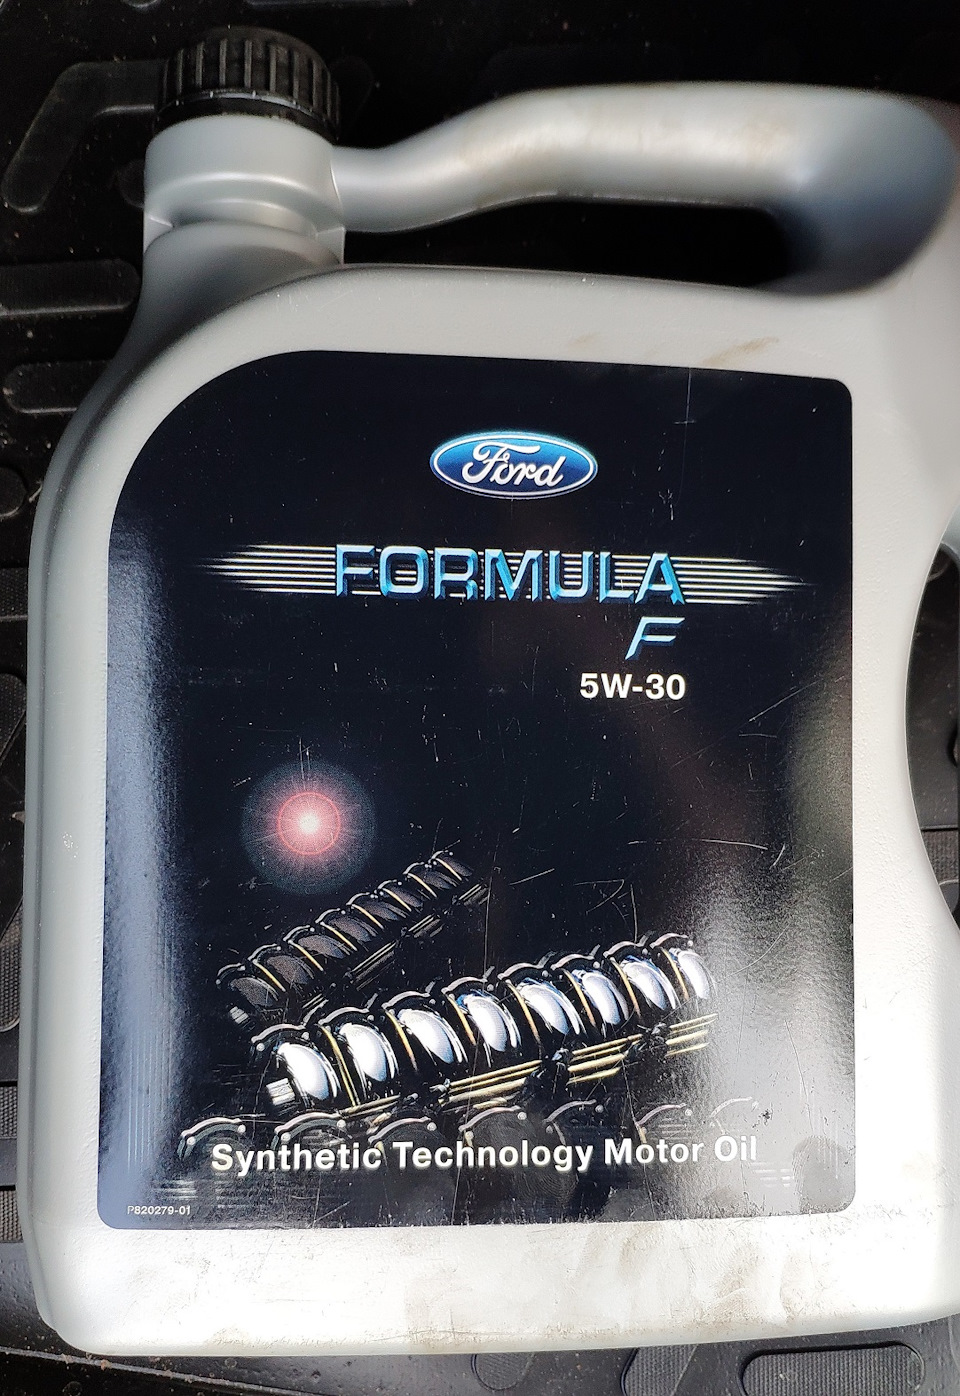 Ford
FORMULA
F
5W-30
Synthetic Technology Motor Oil
P820279-01